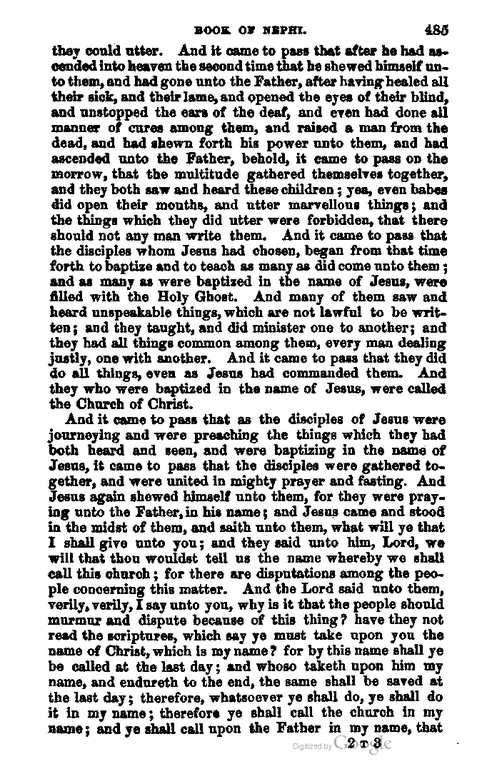 BOOK OF NEPHI. 485
they could utter. And it came to pass that after he had as-
cended into heaven the second time that he shewed himself un-
to them, and had gone unto the Father, after having healed all
their sick, and their lame, and opened the eyes of their blind,
and unstopped the ears of the deaf, and even had done all
manner of cures among them, and raised a man from the
dead, and had shewn forth his power unto them, and had
ascended unto the Father, behold, it came to pass on the
morrow, that the multitude gathered themselves together,
and they both saw and heard these children; yea, even babes
did open their mouths, and utter marvellous things; and
the things which they did utter were forbidden, that there
should not any man write them. And it came to pass that
the disciples whom Jesus had chosen, began from that time
forth to baptize and to teach as many as did come unto them;
and as many as were baptized in the name of Jesus, were
filled with the Holy Ghost. And many of them saw and
heard unspeakable things, which are not lawful to be writ-
ten; and they taught, and did minister one to another; and
they had all things common among them, every man dealing
justly, one with another. And it came to pass that they did
do all things, even as Jesus had commanded them. And
they who were baptized in the name of Jesus, were called
the Church of Christ.
And it came to pass that as the disciples of Jesus were
journeying and were preaching the things which they had
both heard and seen, and were baptizing in the name of
Jesus, it came to pass that the disciples were gathered to-
gether, and were united in mighty prayer and fasting. And
Jesus again shewed himself unto them, for they were pray-
ing unto the Father, in his name; and Jesus came and stood
in the midst of them, and saith unto them, what will ye that
I shall give unto you; and they said unto him, Lord, we
will that thou wouldst tell us the name whereby we shall
call this church; for there are disputations among the peo-
ple concerning this matter. And the Lord said unto them,
verily, verily, I say unto you, why is it that the people should
murmur and dispute because of this thing? have they not
read the scriptures, which say ye must take upon you the
name of Christ, which is my name? for by this name shall ye
be called at the last day; and whoso taketh upon him my
name, and endureth to the end, the same shall be saved at
the last day; therefore, whatsoever ye shall do, ye shall do
it in my name; therefore ye shall call the church in my
name; and ye shall call upon the Father in my name, that
2 T 3
Digitized by Google